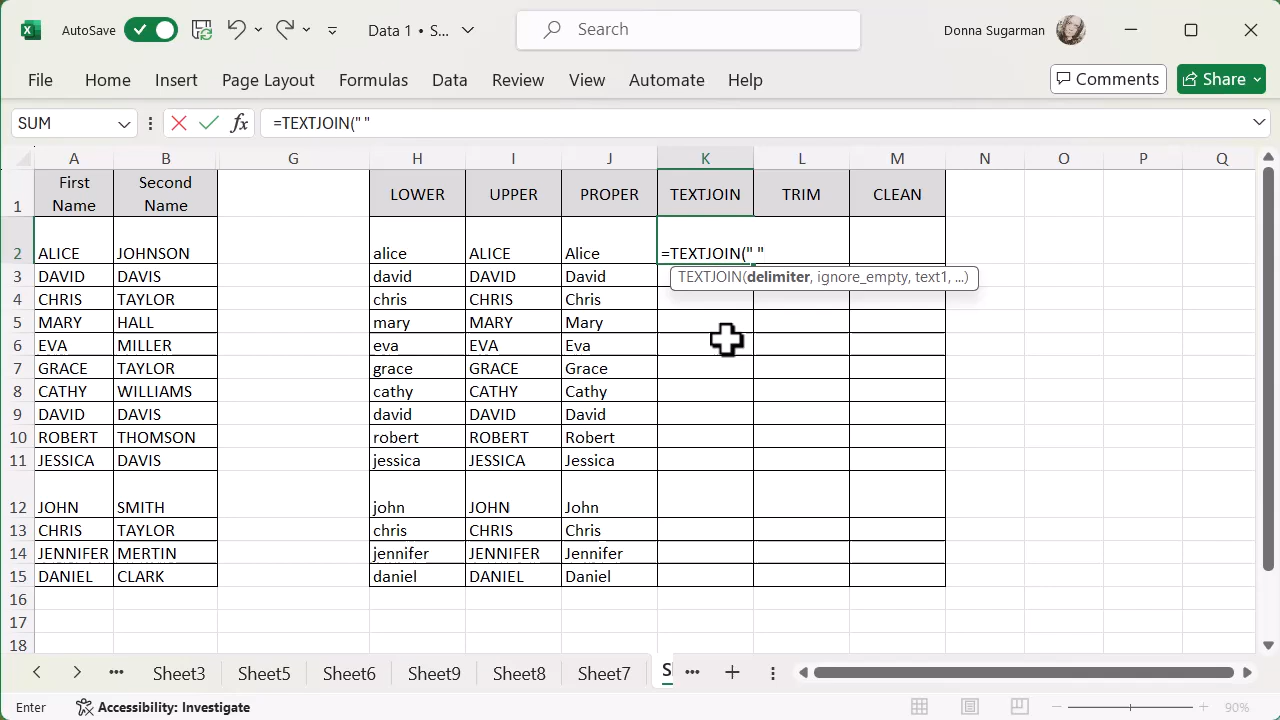 AutoSave
Data 1 • S...
Search
Donna Sugarman
File Home Insert Page Layout Formulas Data Review View Automate Help
Comments
Share
SUM
fx
=TEXTJOIN(" "
A B G H I J K L M N O P Q
1 First Name Second Name LOWER UPPER PROPER TEXTJOIN TRIM CLEAN
2 ALICE JOHNSON alice ALICE Alice =TEXTJOIN(" "
TEXTJOIN(delimiter, ignore_empty, text1, ...)
3 DAVID DAVIS david DAVID David
4 CHRIS TAYLOR chris CHRIS Chris
5 MARY HALL mary MARY Mary
6 EVA MILLER eva EVA Eva
7 GRACE TAYLOR grace GRACE Grace
8 CATHY WILLIAMS cathy CATHY Cathy
9 DAVID DAVIS david DAVID David
10 ROBERT THOMSON robert ROBERT Robert
11 JESSICA DAVIS jessica JESSICA Jessica
12 JOHN SMITH john JOHN John
13 CHRIS TAYLOR chris CHRIS Chris
14 JENNIFER MERTIN jennifer JENNIFER Jennifer
15 DANIEL CLARK daniel DANIEL Daniel
16
17
18
Sheet3 Sheet5 Sheet6 Sheet9 Sheet8 Sheet7
Enter
Accessibility: Investigate
90%